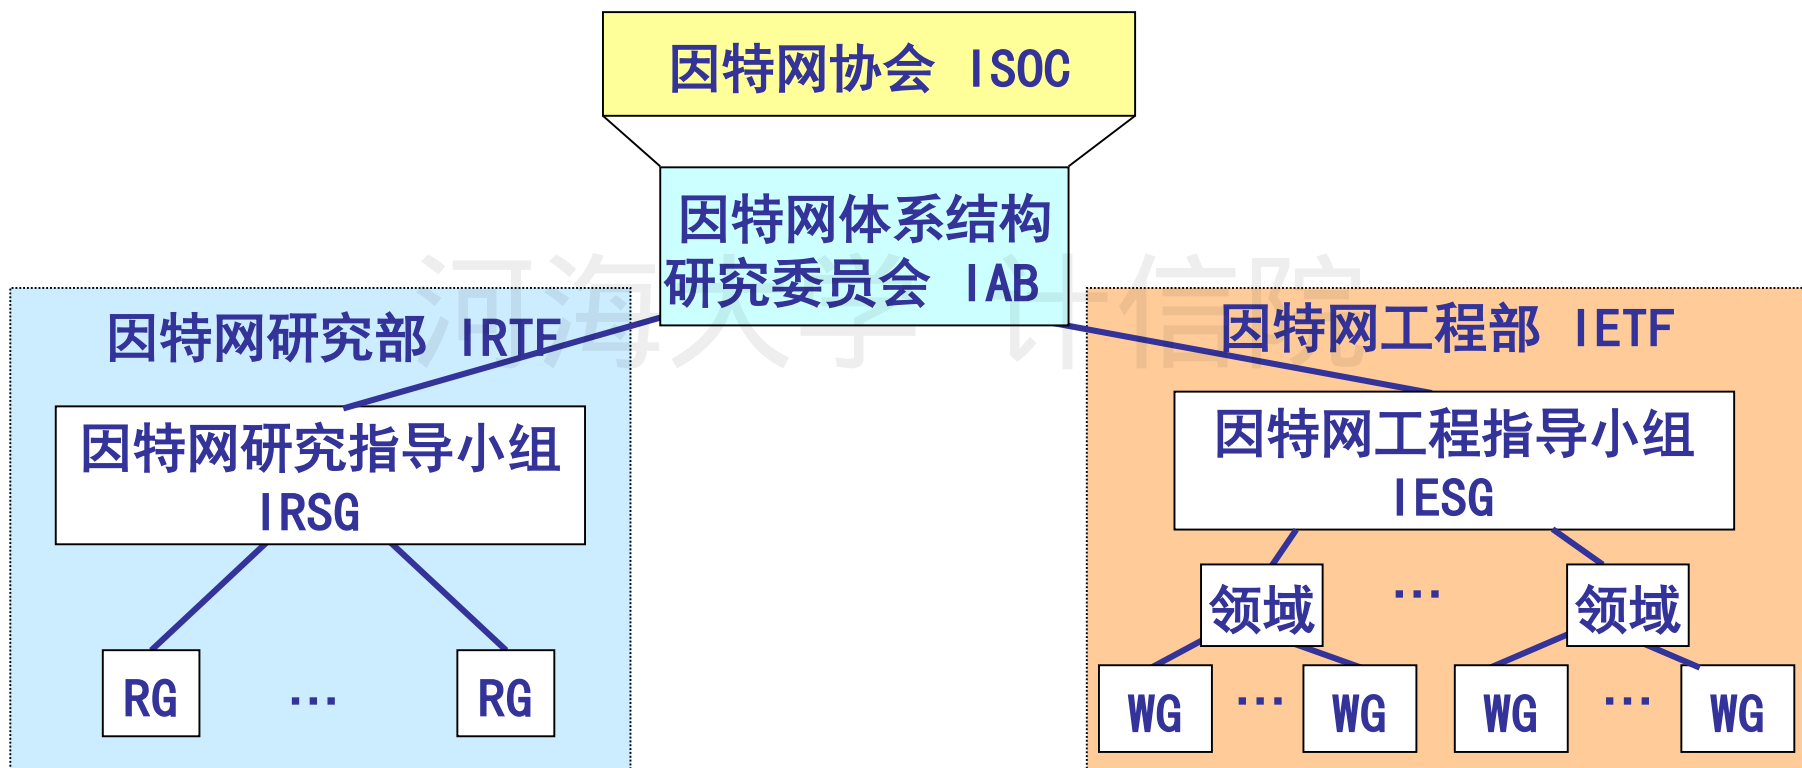 因特网协会 ISOC
因特网体系结构
研究委员会 IAB
河海大学 计信院
因特网研究部 IRTF
因特网工程部 IETF
因特网研究指导小组
IRSG
因特网工程指导小组
IESG
领域 … 领域
RG … RG
WG … WG WG … WG